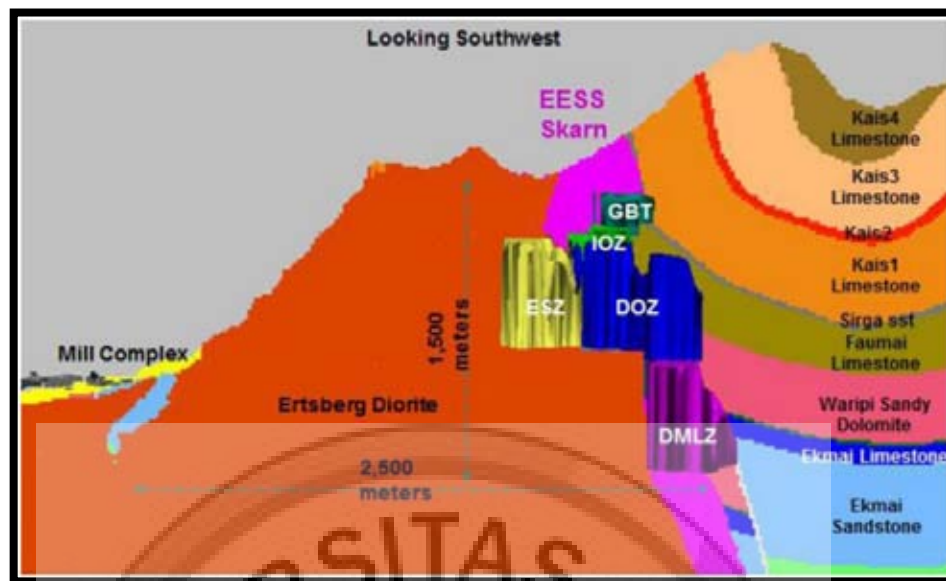 Looking Southwest
EESS
Skarn
Kais4
Limestone
Kais3
Limestone
GBT
Kais2
IOZ
Kais1
Limestone
ESZ
DOZ
Sirga sst
Faumai
Limestone
1,500
meters
Mill Complex
Ertsberg Diorite
Waripi Sandy
Dolomite
DMLZ
Ekmai Limestone
2,500
meters
Ekmai
Sandstone
SITAS